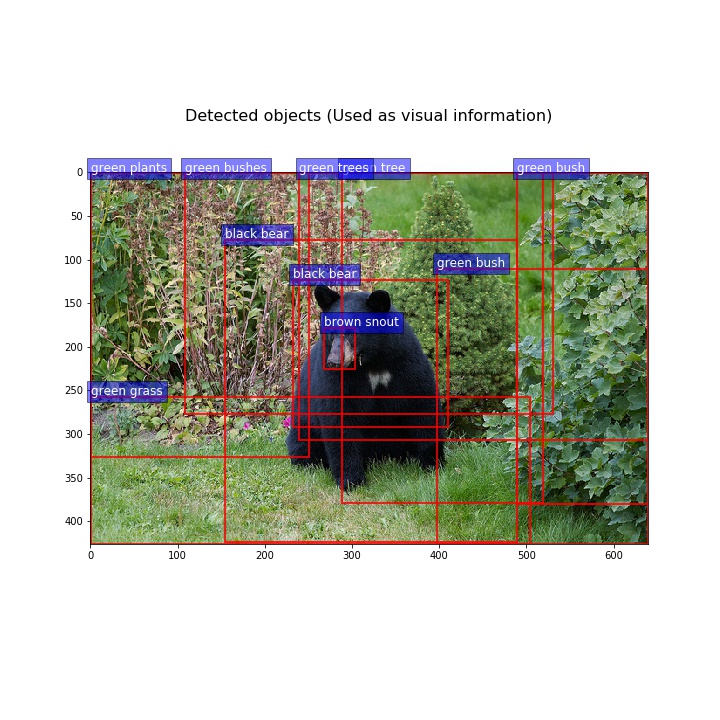 Detected objects (Used as visual information)
green plants
green bushes
green trees
tree
green bush
0
50
black bear
100
green bush
black bear
150
brown snout
200
250
green grass
300
350
400
0
100
200
300
400
500
600